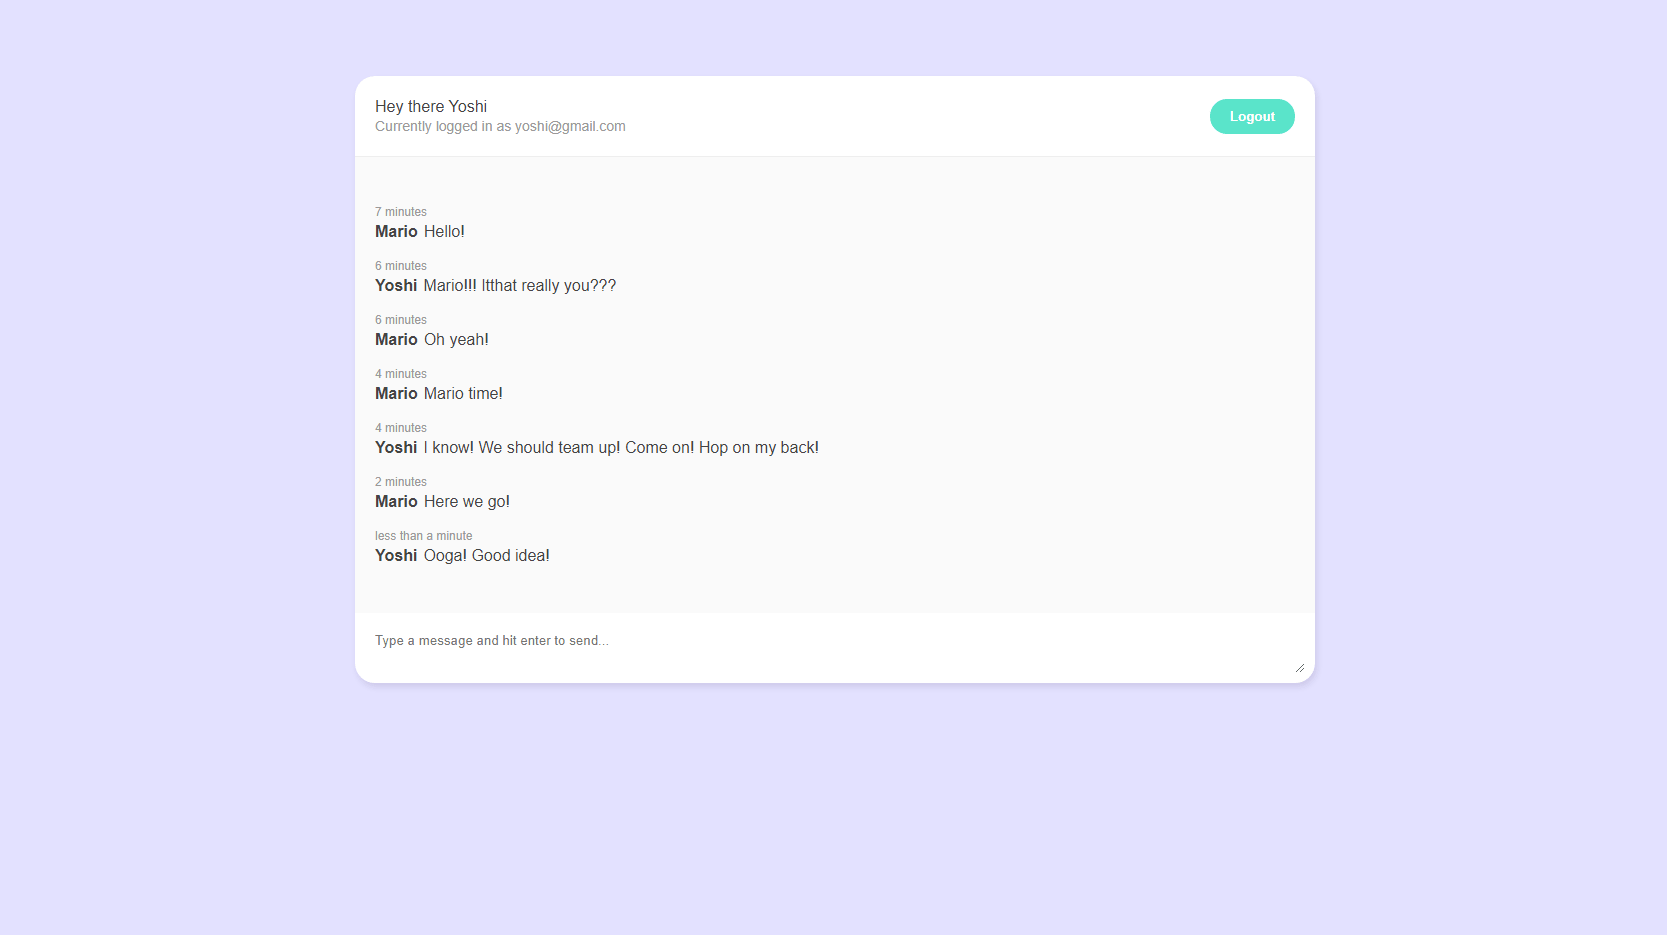 Hey there Yoshi
Currently logged in as yoshi@gmail.com
Logout
7 minutes
Mario Hello!
6 minutes
Yoshi Mario!!! Itthat really you???
6 minutes
Mario Oh yeah!
4 minutes
Mario Mario time!
4 minutes
Yoshi I know! We should team up! Come on! Hop on my back!
2 minutes
Mario Here we go!
less than a minute
Yoshi Ooga! Good idea!
Type a message and hit enter to send...